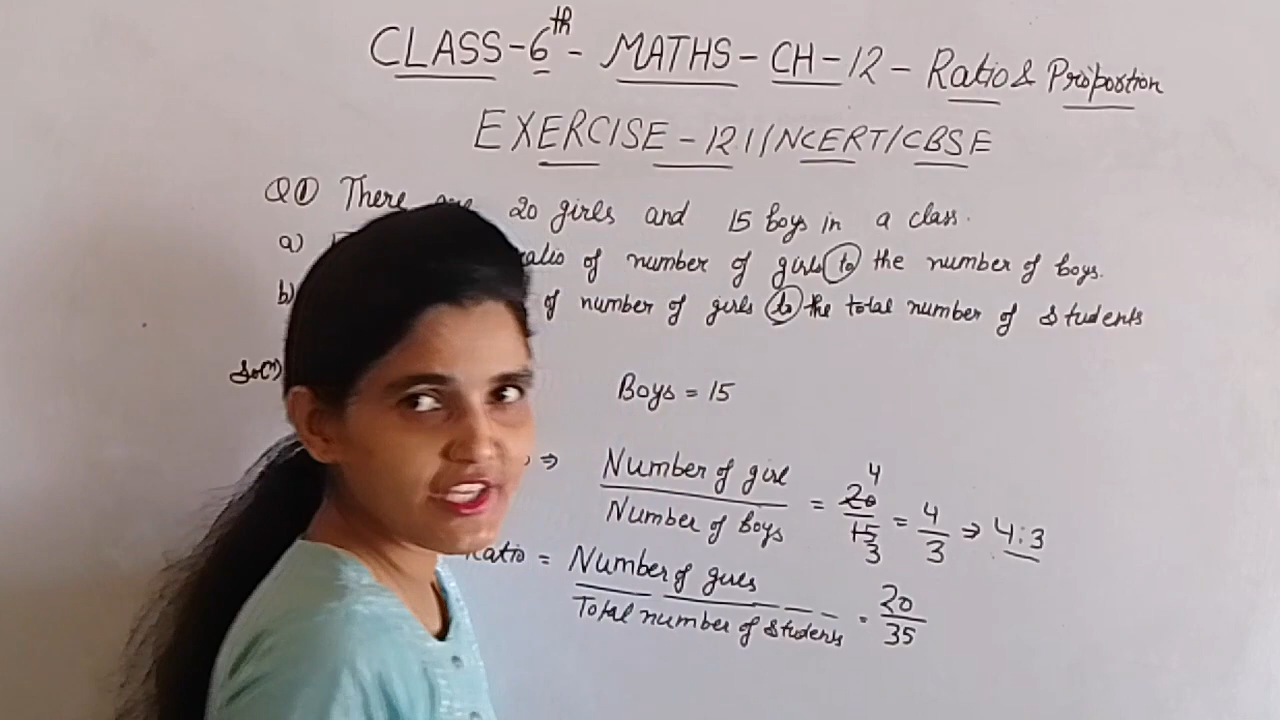 CLASS-6th- MATHS- CH-12- Ratio & Proportion
EXERCISE-12 1//NCERT/CBSE
Q① There are 20 girls and 15 boys in a class.
a) ratio of number of girls to the number of boys.
b) of number of girls to the total number of students
Boys = 15
⇒ Number of girl / Number of boys = 20/15 4 3 = 4/3 ⇒ 4:3
Ratio = Number of girls / Total number of students = 20/35